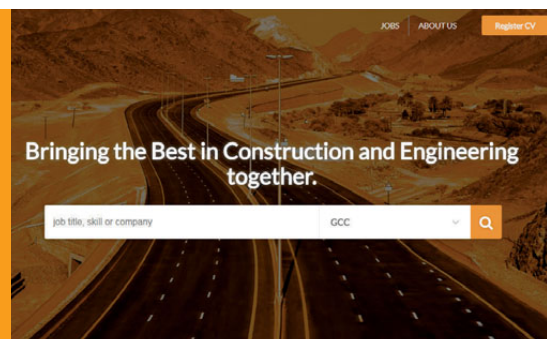 JOBS ABOUT US Register CV
Bringing the Best in Construction and Engineering
together.
job title, skill or company GCC